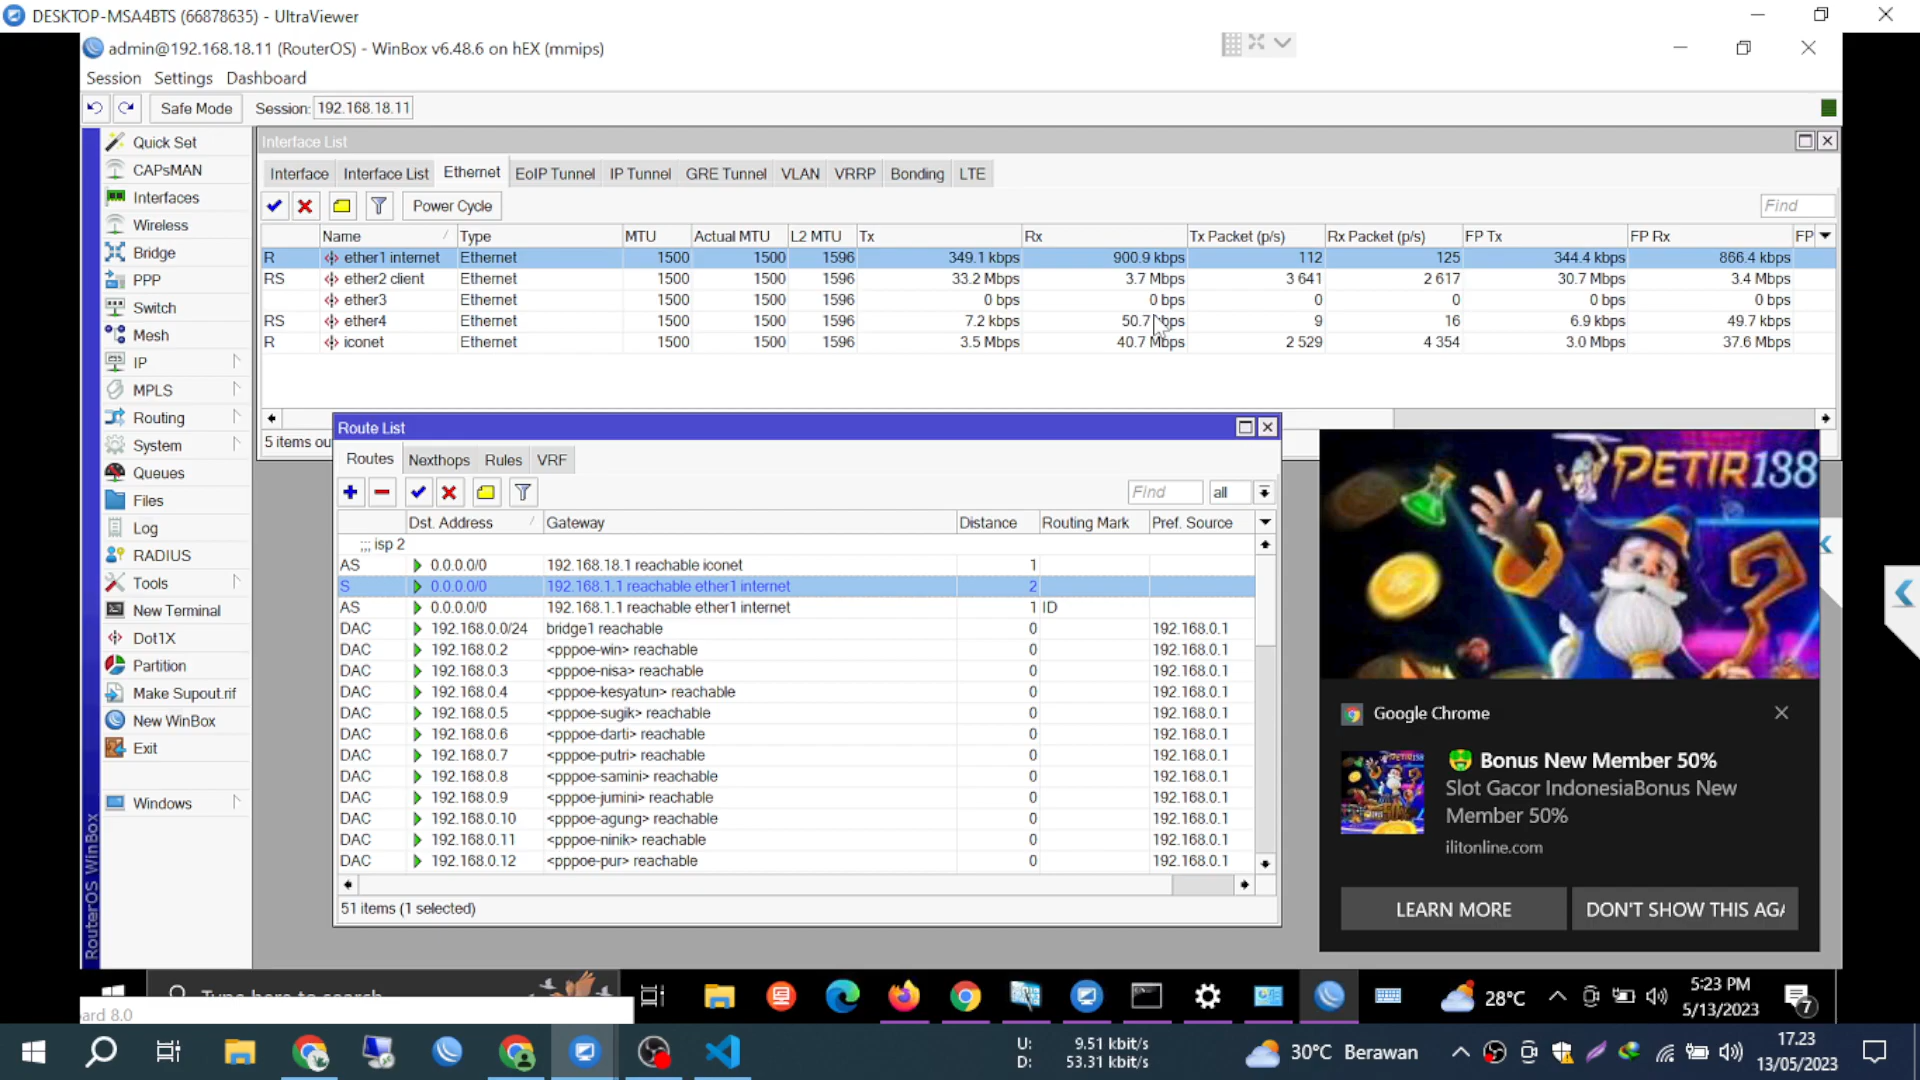 DESKTOP-MSA4BTS (66878635) - UltraViewer
admin@192.168.18.11 (RouterOS) - WinBox v6.48.6 on hEX (mmips)
Session Settings Dashboard
Safe Mode Session: 192.168.18.11
Quick Set
CAPsMAN
Interfaces
Wireless
Bridge
PPP
Switch
Mesh
IP
MPLS
Routing
System
Queues
Files
Log
RADIUS
Tools
New Terminal
Dot1X
Partition
Make Supout.rif
New WinBox
Exit
Windows
RouterOS WinBox
Interface List
Interface Interface List Ethernet EoIP Tunnel IP Tunnel GRE Tunnel VLAN VRRP Bonding LTE
Power Cycle Find
Name Type MTU Actual MTU L2 MTU Tx Rx Tx Packet (p/s) Rx Packet (p/s) FP Tx FP Rx FP
R ether1 internet Ethernet 1500 1500 1596 349.1 kbps 900.9 kbps 112 125 344.4 kbps 866.4 kbps
RS ether2 client Ethernet 1500 1500 1596 33.2 Mbps 3.7 Mbps 3 641 2 617 30.7 Mbps 3.4 Mbps
ether3 Ethernet 1500 1500 1596 0 bps 0 bps 0 0 0 bps 0 bps
RS ether4 Ethernet 1500 1500 1596 7.2 kbps 50.7 kbps 9 16 6.9 kbps 49.7 kbps
R iconet Ethernet 1500 1500 1596 3.5 Mbps 40.7 Mbps 2 529 4 354 3.0 Mbps 37.6 Mbps
5 items ou
Route List
Routes Nexthops Rules VRF
Find all
Dst. Address Gateway Distance Routing Mark Pref. Source
;;; isp 2
AS 0.0.0.0/0 192.168.18.1 reachable iconet 1
S 0.0.0.0/0 192.168.1.1 reachable ether1 internet 2
AS 0.0.0.0/0 192.168.1.1 reachable ether1 internet 1 ID
DAC 192.168.0.0/24 bridge1 reachable 0 192.168.0.1
DAC 192.168.0.2 <pppoe-win> reachable 0 192.168.0.1
DAC 192.168.0.3 <pppoe-nisa> reachable 0 192.168.0.1
DAC 192.168.0.4 <pppoe-kesyatun> reachable 0 192.168.0.1
DAC 192.168.0.5 <pppoe-sugik> reachable 0 192.168.0.1
DAC 192.168.0.6 <pppoe-darti> reachable 0 192.168.0.1
DAC 192.168.0.7 <pppoe-putri> reachable 0 192.168.0.1
DAC 192.168.0.8 <pppoe-samini> reachable 0 192.168.0.1
DAC 192.168.0.9 <pppoe-jumini> reachable 0 192.168.0.1
DAC 192.168.0.10 <pppoe-agung> reachable 0 192.168.0.1
DAC 192.168.0.11 <pppoe-ninik> reachable 0 192.168.0.1
DAC 192.168.0.12 <pppoe-pur> reachable 0 192.168.0.1
51 items (1 selected)
PETIR138
Google Chrome
Bonus New Member 50%
Slot Gacor IndonesiaBonus New
Member 50%
ilitonline.com
LEARN MORE DON'T SHOW THIS AGA
Type here to search
ard 8.0
28°C
5:23 PM
5/13/2023
7
U: 9.51 kbit/s
D: 53.31 kbit/s
30°C Berawan
17.23
13/05/2023